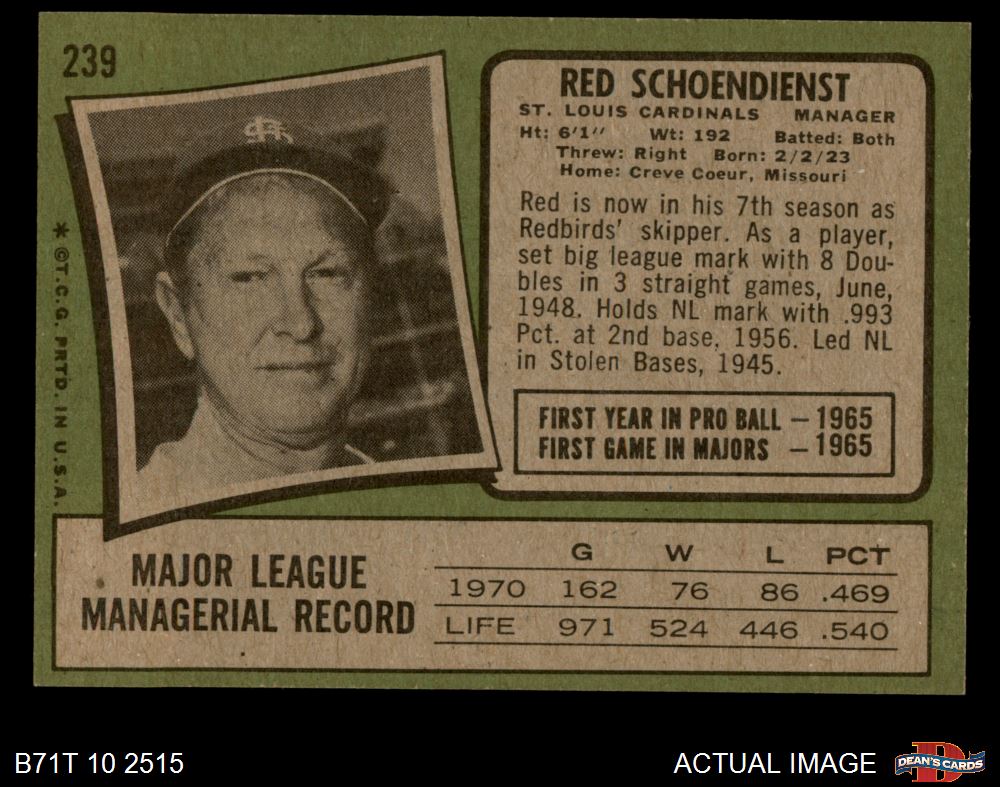 239
RED SCHOENDIENST
ST. LOUIS CARDINALS MANAGER
Ht: 6'1" Wt: 192 Batted: Both
Threw: Right Born: 2/2/23
Home: Creve Coeur, Missouri
Red is now in his 7th season as
Redbirds' skipper. As a player,
set big league mark with 8 Dou-
bles in 3 straight games, June,
1948. Holds NL mark with .993
Pct. at 2nd base, 1956. Led NL
in Stolen Bases, 1945.
FIRST YEAR IN PRO BALL — 1965
FIRST GAME IN MAJORS — 1965
* ©T.C.G. PRTD. IN U.S.A.
MAJOR LEAGUE
MANAGERIAL RECORD
G W L PCT
1970 162 76 86 .469
LIFE 971 524 446 .540
B71T 10 2515
ACTUAL IMAGE
DEAN'S CARDS